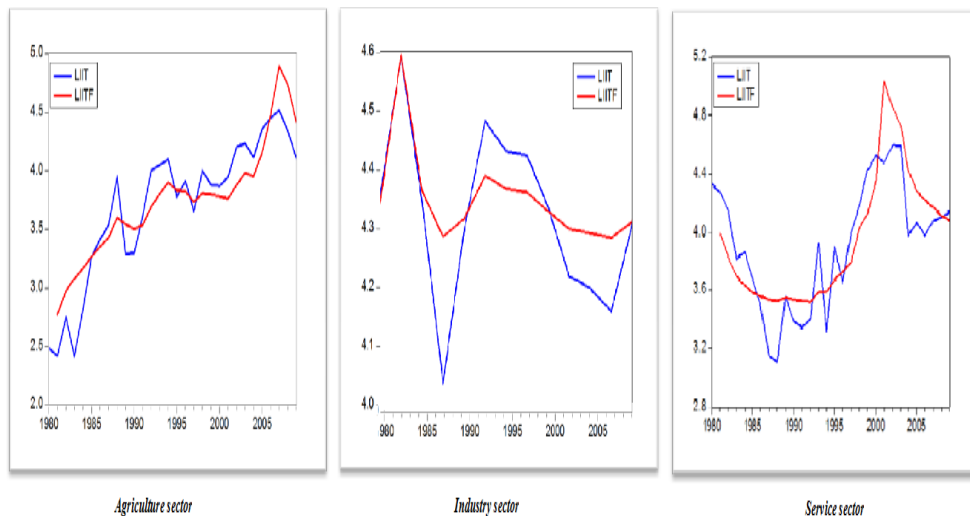 5.0
4.5
4.0
3.5
3.0
2.5
2.0
1980 1985 1990 1995 2000 2005
LIIT
LIITF
Agriculture sector
4.6
4.5
4.4
4.3
4.2
4.1
4.0
980 1985 1990 1995 2000 2005
LIIT
LIITF
Industry sector
5.2
4.8
4.4
4.0
3.6
3.2
2.8
1980 1985 1990 1995 2000 2005
LIIT
LIITF
Service sector